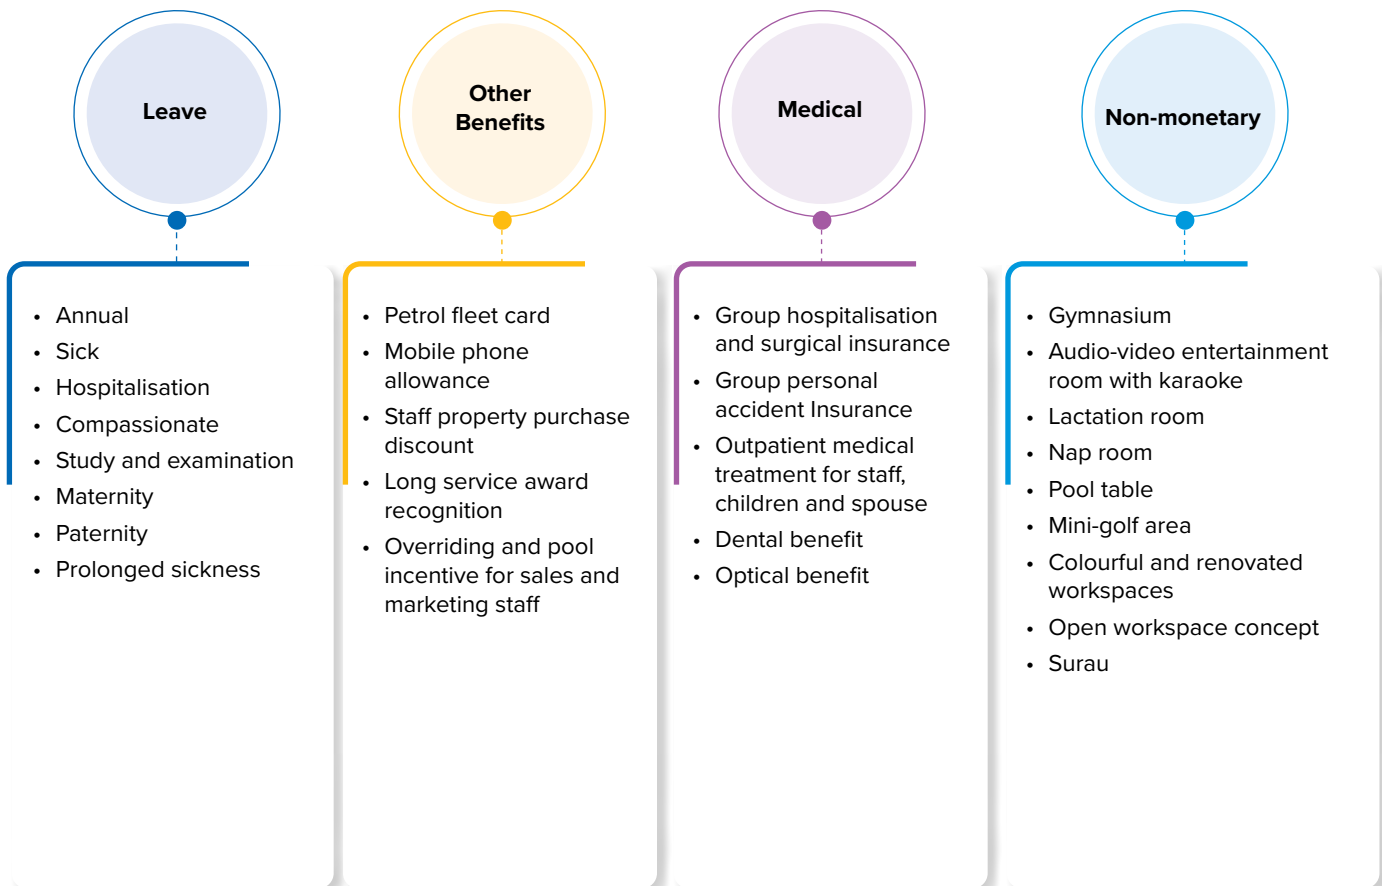 Leave
• Annual
• Sick
• Hospitalisation
• Compassionate
• Study and examination
• Maternity
• Paternity
• Prolonged sickness
Other
Benefits
• Petrol fleet card
• Mobile phone
allowance
• Staff property purchase
discount
• Long service award
recognition
• Overriding and pool
incentive for sales and
marketing staff
Medical
• Group hospitalisation
and surgical insurance
• Group personal
accident Insurance
• Outpatient medical
treatment for staff,
children and spouse
• Dental benefit
• Optical benefit
Non-monetary
• Gymnasium
• Audio-video entertainment
room with karaoke
• Lactation room
• Nap room
• Pool table
• Mini-golf area
• Colourful and renovated
workspaces
• Open workspace concept
• Surau